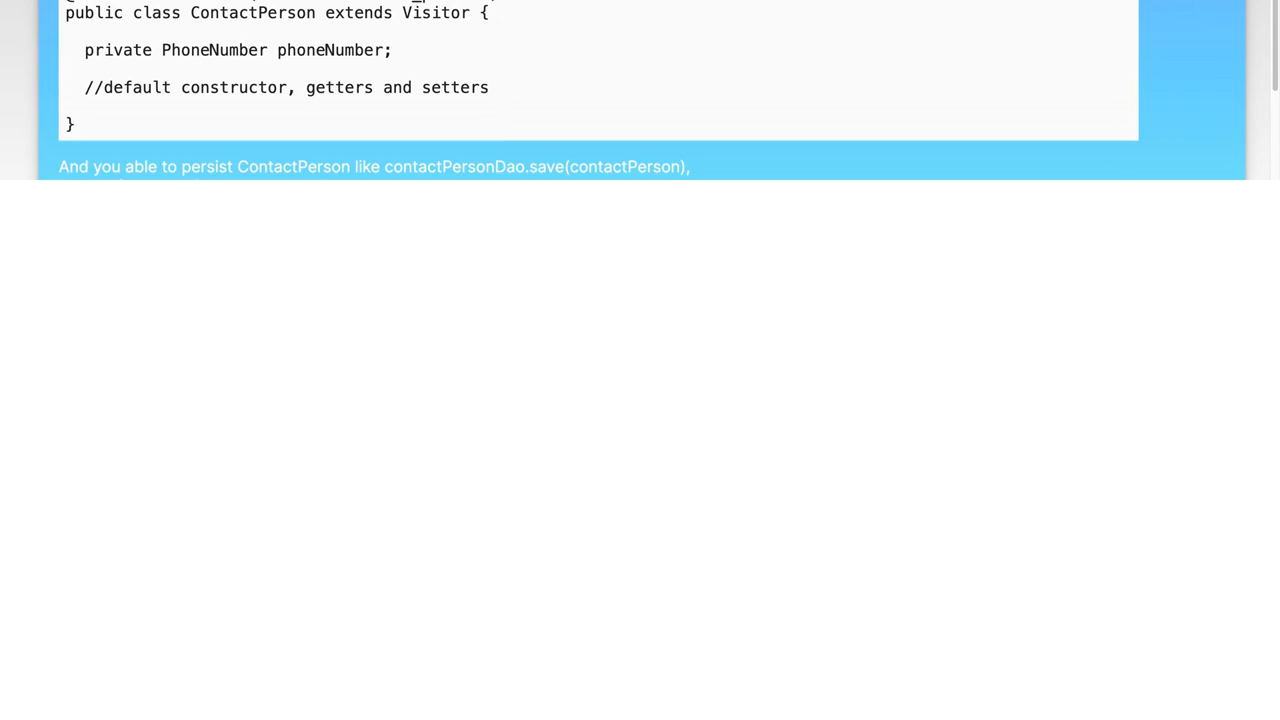 public class ContactPerson extends Visitor {
private PhoneNumber phoneNumber;
//default constructor, getters and setters
}
And you able to persist ContactPerson like contactPersonDao.save(contactPerson),